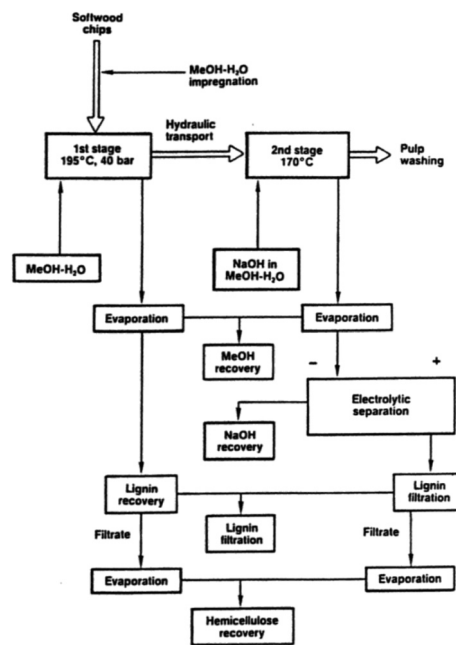 Softwood
chips
MeOH-H₂O
impregnation
Hydraulic
transport
1st stage
195°C, 40 bar
2nd stage
170°C
Pulp
washing
MeOH-H₂O
NaOH in
MeOH-H₂O
Evaporation
Evaporation
MeOH
recovery
− +
Electrolytic
separation
NaOH
recovery
Lignin
recovery
Lignin
filtration
Lignin
filtration
Filtrate
Filtrate
Evaporation
Evaporation
Hemicellulose
recovery